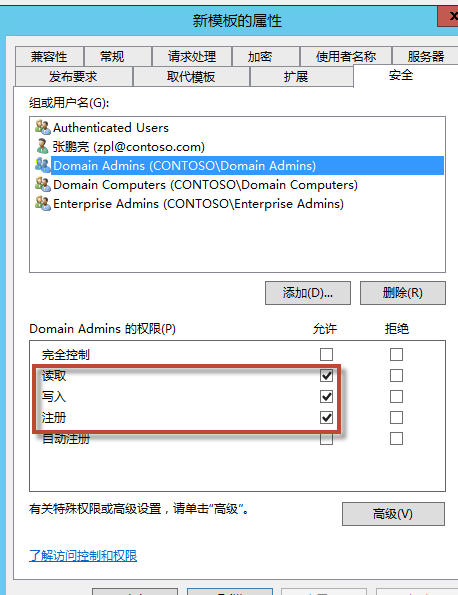 新模板的属性
x
兼容性 常规 请求处理 加密 使用者名称 服务器
发布要求 取代模板 扩展 安全
组或用户名(G):
Authenticated Users
张鹏亮 (zpl@contoso.com)
Domain Admins (CONTOSO\Domain Admins)
Domain Computers (CONTOSO\Domain Computers)
Enterprise Admins (CONTOSO\Enterprise Admins)
添加(D)... 删除(R)
Domain Admins 的权限(P) 允许 拒绝
完全控制
读取
写入
注册
自动注册
有关特殊权限或高级设置，请单击“高级”。 高级(V)
了解访问控制和权限